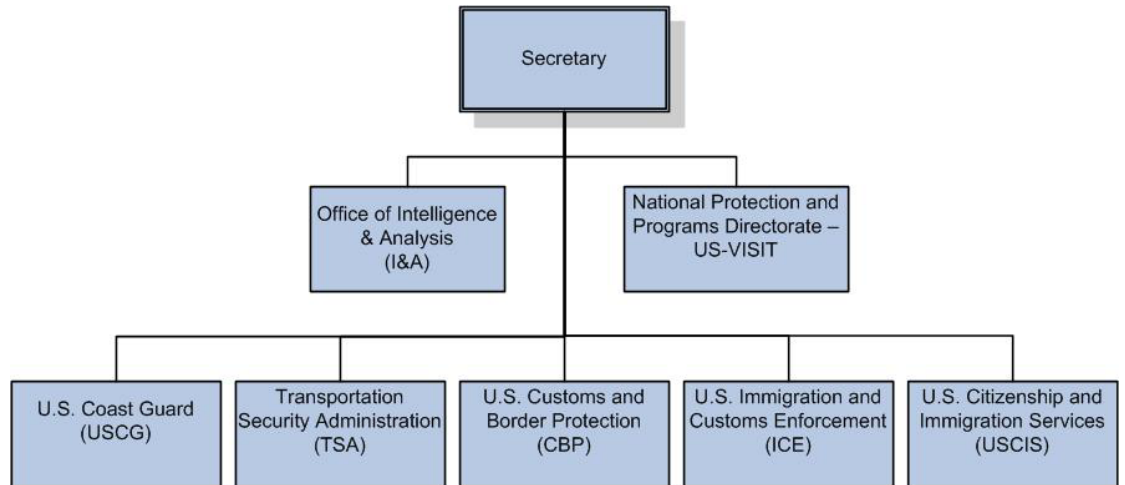 Secretary
Office of Intelligence
& Analysis
(I&A)
National Protection and
Programs Directorate –
US-VISIT
U.S. Coast Guard
(USCG)
Transportation
Security Administration
(TSA)
U.S. Customs and
Border Protection
(CBP)
U.S. Immigration and
Customs Enforcement
(ICE)
U.S. Citizenship and
Immigration Services
(USCIS)